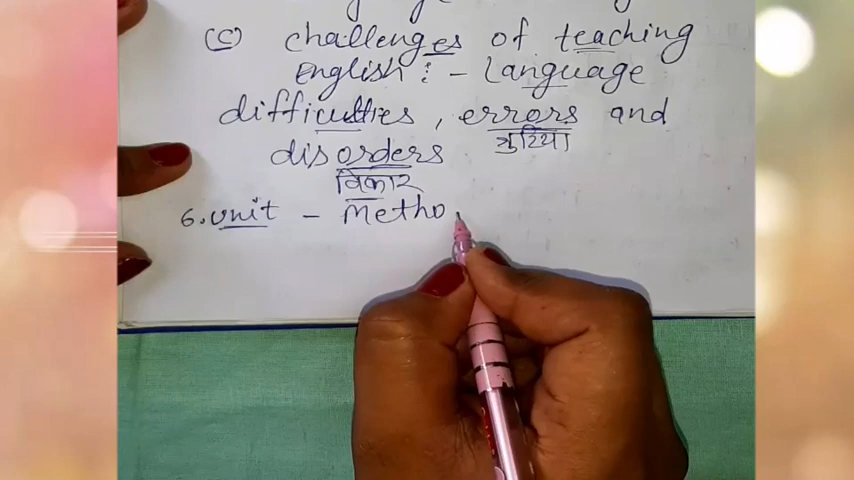 (C) challenges of teaching
English :- Language
difficulties, errors and
त्रुटिया
disorders
विकार
6. unit - Metho